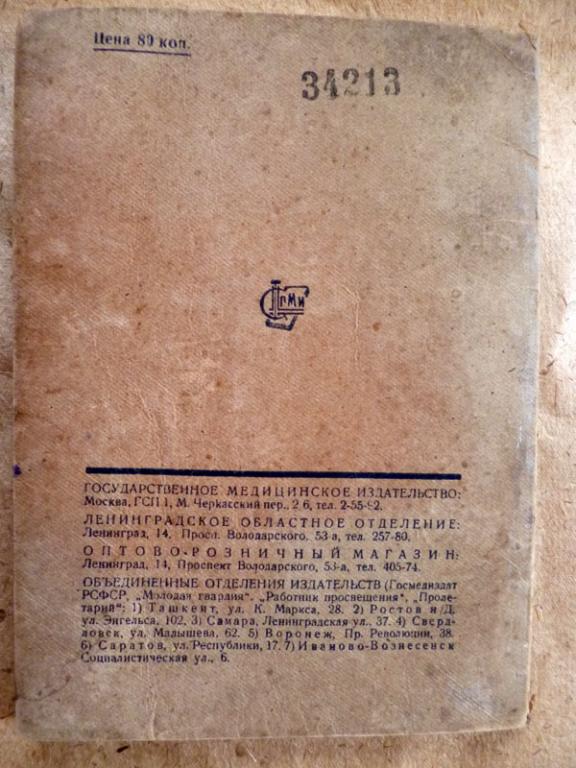 Цена 80 коп.
34213
ГМИ
ГОСУДАРСТВЕННОЕ МЕДИЦИНСКОЕ ИЗДАТЕЛЬСТВО:
Москва, ГСП 1, М. Черкасский пер., 2/6, тел. 2-55-92.
ЛЕНИНГРАДСКОЕ ОБЛАСТНОЕ ОТДЕЛЕНИЕ:
Ленинград, 14, Просп. Володарского, 53-а, тел. 257-80.
ОПТОВО-РОЗНИЧНЫЙ МАГАЗИН:
Ленинград, 14, Проспект Володарского, 53-а, тел. 405-74.
ОБЪЕДИНЕННЫЕ ОТДЕЛЕНИЯ ИЗДАТЕЛЬСТВ (Госмедиздат
РСФСР, „Молодая гвардия", „Работник просвещения", „Проле-
тарий": 1) Ташкент, ул. К. Маркса, 28. 2) Ростов н/Д,
ул. Энгельса, 102, 3) Самара, Ленинградская ул., 37. 4) Сверд-
ловск, ул. Малышева, 62. 5) Воронеж, Пр. Революции, 38.
6) Саратов, ул. Республики, 17. 7) Иваново-Вознесенск
Социалистическая ул., 6.